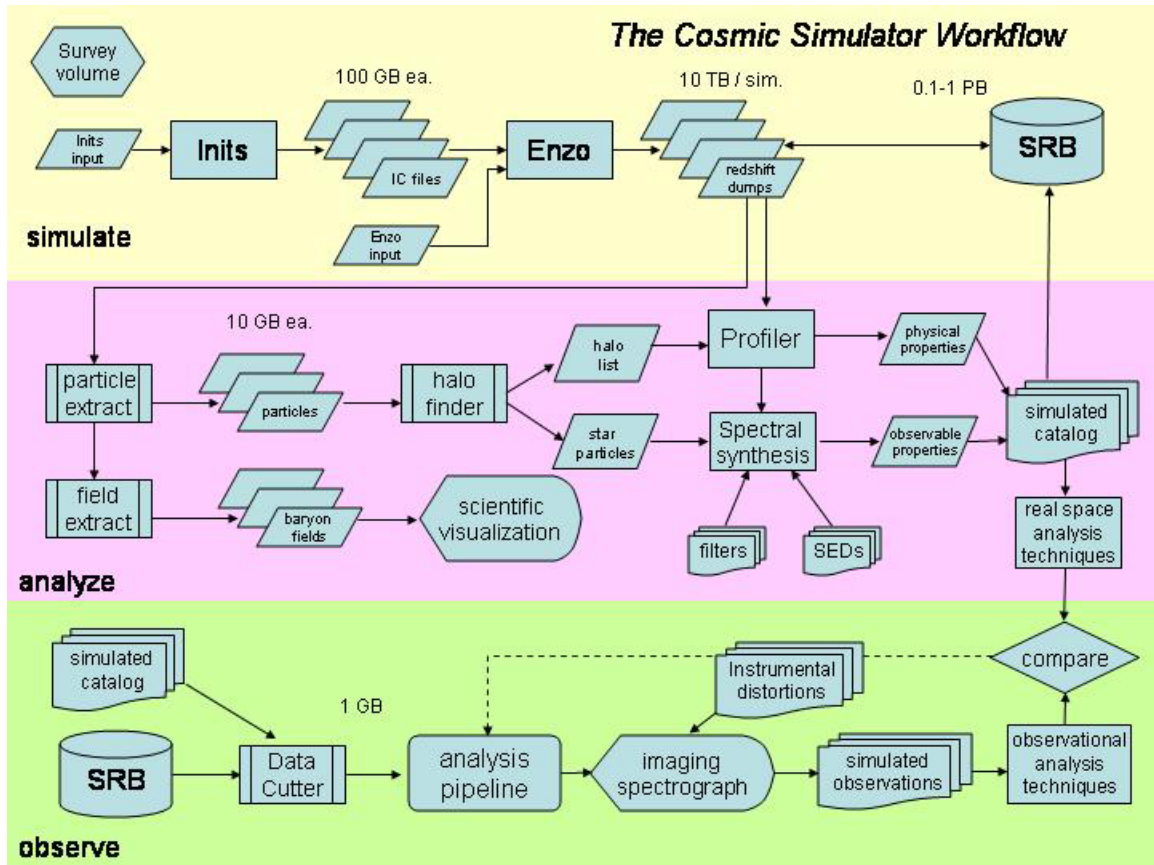 The Cosmic Simulator Workflow
Survey
volume
100 GB ea.
10 TB / sim.
0.1-1 PB
Inits
input
Inits
IC files
Enzo
redshift
dumps
SRB
Enzo
input
simulate
10 GB ea.
particle
extract
particles
halo
finder
halo
list
Profiler
physical
properties
star
particles
Spectral
synthesis
observable
properties
simulated
catalog
field
extract
baryon
fields
scientific
visualization
filters
SEDs
real space
analysis
techniques
analyze
simulated
catalog
Instrumental
distortions
compare
1 GB
SRB
Data
Cutter
analysis
pipeline
imaging
spectrograph
simulated
observations
observational
analysis
techniques
observe